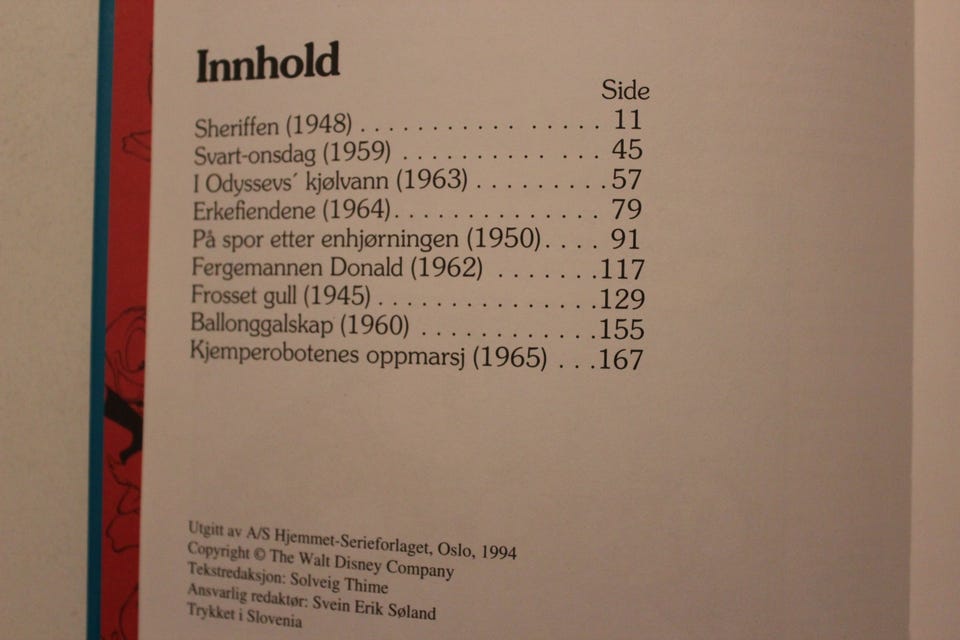 Innhold
Side
Sheriffen (1948) . . . . . . . . . . . . . . . . . . 11
Svart-onsdag (1959) . . . . . . . . . . . . . . 45
I Odyssevs´ kjølvann (1963) . . . . . . . . . 57
Erkefiendene (1964). . . . . . . . . . . . . . . 79
På spor etter enhjørningen (1950). . . . 91
Fergemannen Donald (1962) . . . . . . .117
Frosset gull (1945) . . . . . . . . . . . . . . .129
Ballonggalskap (1960) . . . . . . . . . . . .155
Kjemperobotenes oppmarsj (1965) . . .167
Utgitt av A/S Hjemmet-Serieforlaget, Oslo, 1994
Copyright © The Walt Disney Company
Tekstredaksjon: Solveig Thime
Ansvarlig redaktør: Svein Erik Søland
Trykket i Slovenia